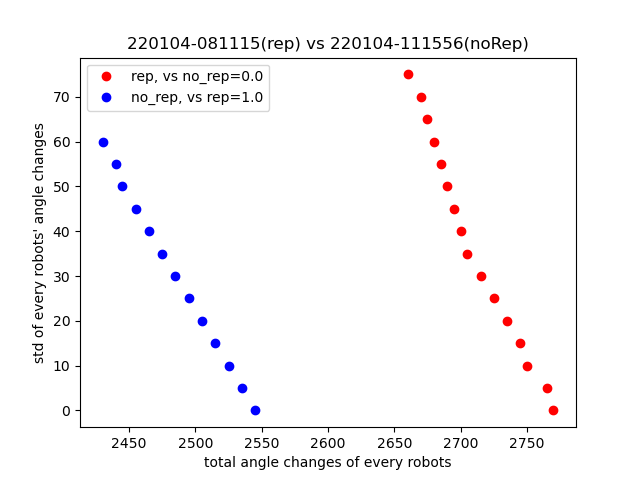 220104-081115(rep) vs 220104-111556(noRep)
rep, vs no_rep=0.0
no_rep, vs rep=1.0
70
60
50
40
30
20
10
0
std of every robots' angle changes
2450 2500 2550 2600 2650 2700 2750
total angle changes of every robots